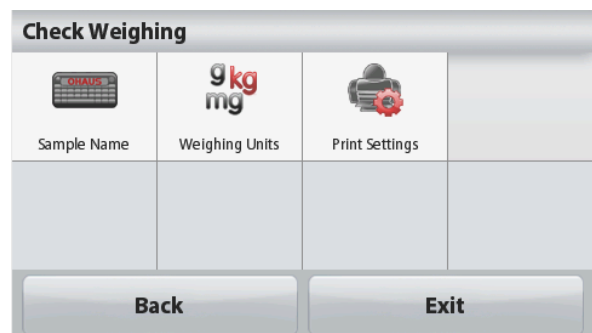 Check Weighing
OHAUS
g kg
mg
Sample Name
Weighing Units
Print Settings
Back
Exit